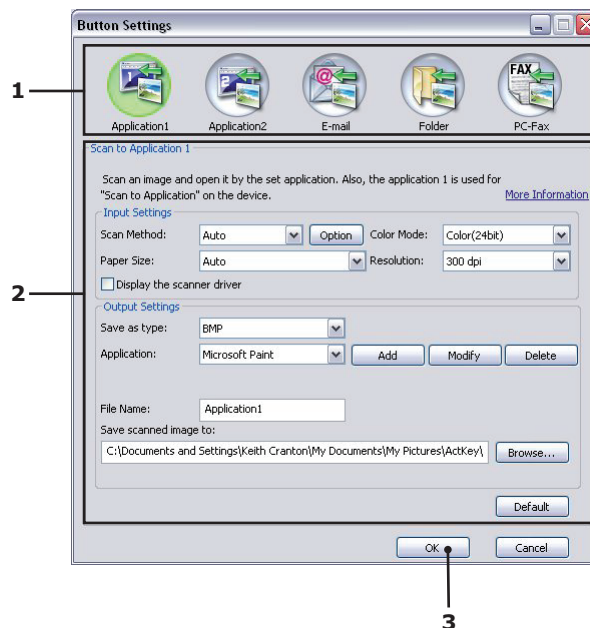 Button Settings
1
FAX
Application1 Application2 E-mail Folder PC-Fax
2
Scan to Application 1
Scan an image and open it by the set application. Also, the application 1 is used for
"Scan to Application" on the device. More Information
Input Settings
Scan Method: Auto Option Color Mode: Color(24bit)
Paper Size: Auto Resolution: 300 dpi
Display the scanner driver
Output Settings
Save as type: BMP
Application: Microsoft Paint Add Modify Delete
File Name: Application1
Save scanned image to:
C:\Documents and Settings\Keith Cranton\My Documents\My Pictures\ActKey\ Browse...
Default
OK Cancel
3